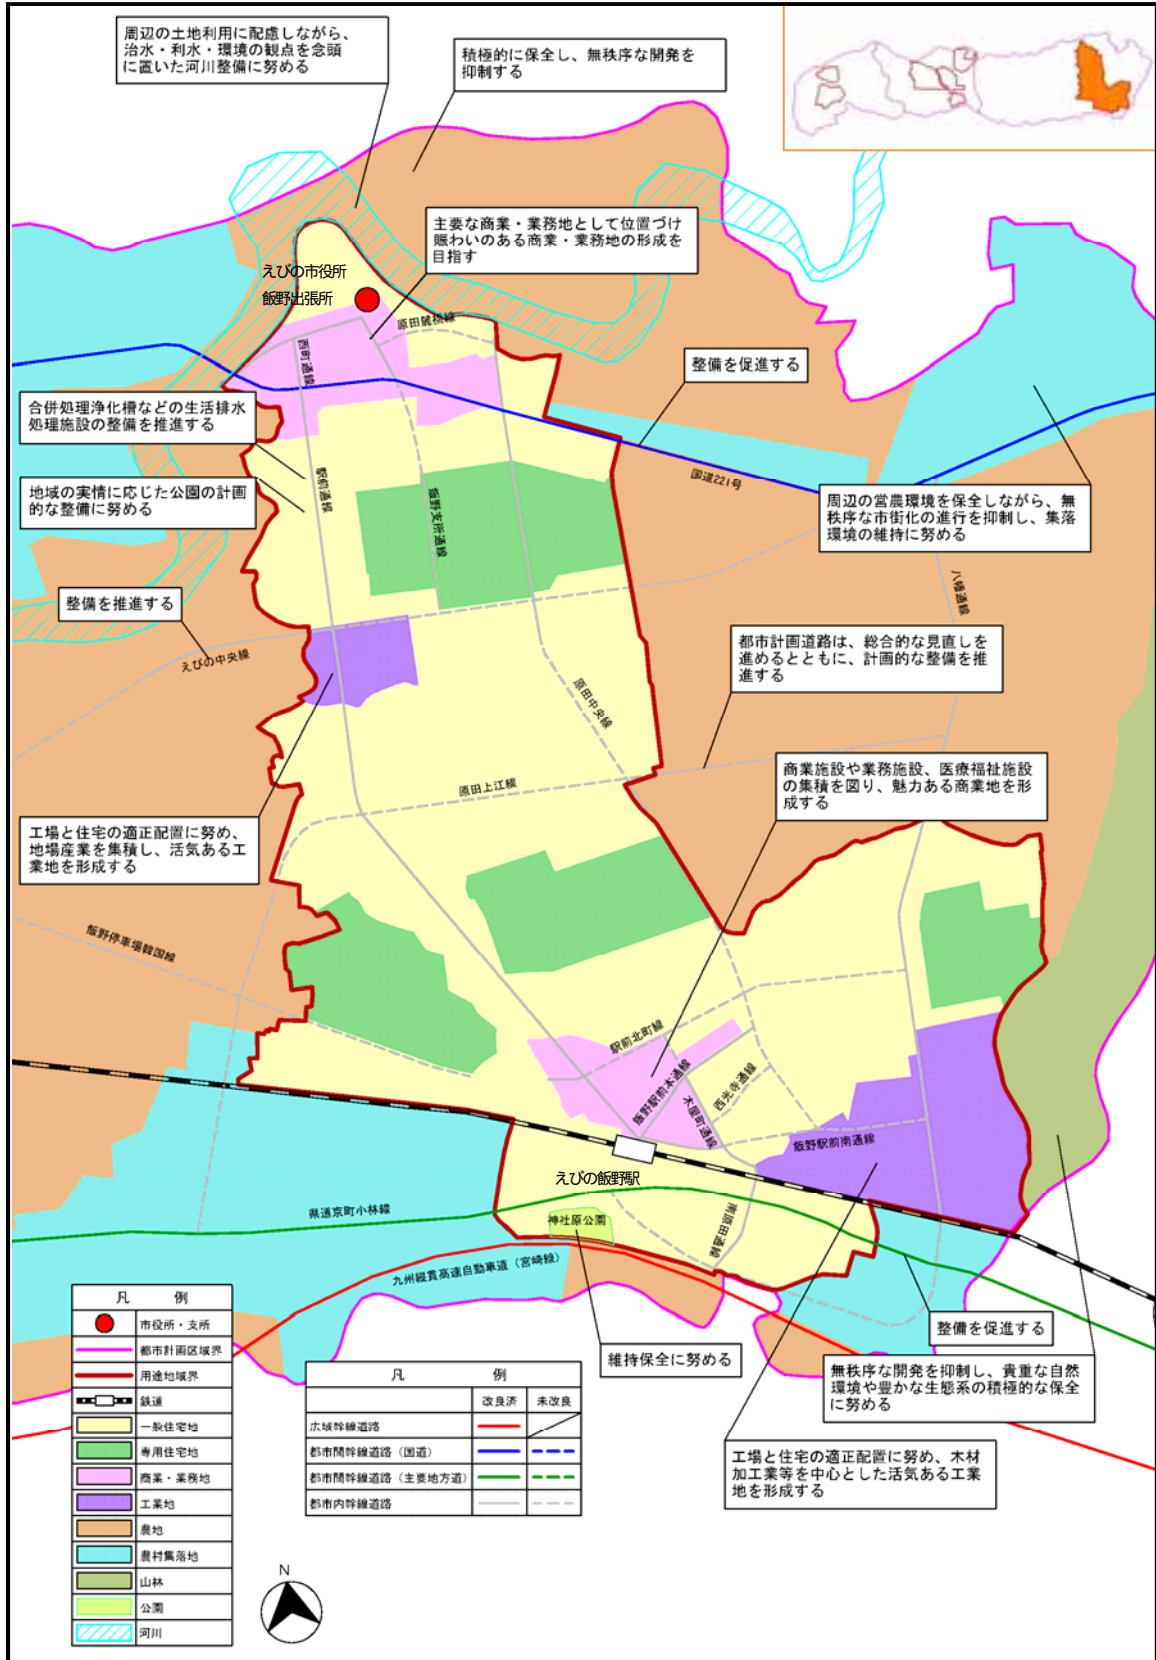 周辺の土地利用に配慮しながら、
治水・利水・環境の観点を念頭
に置いた河川整備に努める
積極的に保全し、無秩序な開発を
抑制する
主要な商業・業務地として位置づけ
賑わいのある商業・業務地の形成を
目指す
えびの市役所
飯野出張所
原田麓線
西町通線
整備を促進する
合併処理浄化槽などの生活排水
処理施設の整備を推進する
地域の実情に応じた公園の計画
的な整備に努める
駅前通線
飯野支所通線
国道221号
周辺の営農環境を保全しながら、無
秩序な市街化の進行を抑制し、集落
環境の維持に努める
八幡通線
整備を推進する
えびの中央線
都市計画道路は、総合的な見直しを
進めるとともに、計画的な整備を推
進する
原田中央線
原田上江線
商業施設や業務施設、医療福祉施設
の集積を図り、魅力ある商業地を形
成する
工場と住宅の適正配置に努め、
地場産業を集積し、活気ある工
業地を形成する
飯野停車場韓国線
駅前北町線
飯野駅前本通線
西光寺通線
木屋町通線
飯野駅前南通線
えびの飯野駅
神社原公園
南原田通線
県道京町小林線
九州縦貫高速自動車道（宮崎線）
整備を促進する
維持保全に努める
無秩序な開発を抑制し、貴重な自然
環境や豊かな生態系の積極的な保全
に努める
工場と住宅の適正配置に努め、木材
加工業等を中心とした活気ある工業
地を形成する
凡 例
市役所・支所
都市計画区域界
用途地域界
鉄道
一般住宅地
専用住宅地
商業・業務地
工業地
農地
農村集落地
山林
公園
河川
凡 例
改良済 未改良
広域幹線道路
都市間幹線道路（国道）
都市間幹線道路（主要地方道）
都市内幹線道路
N